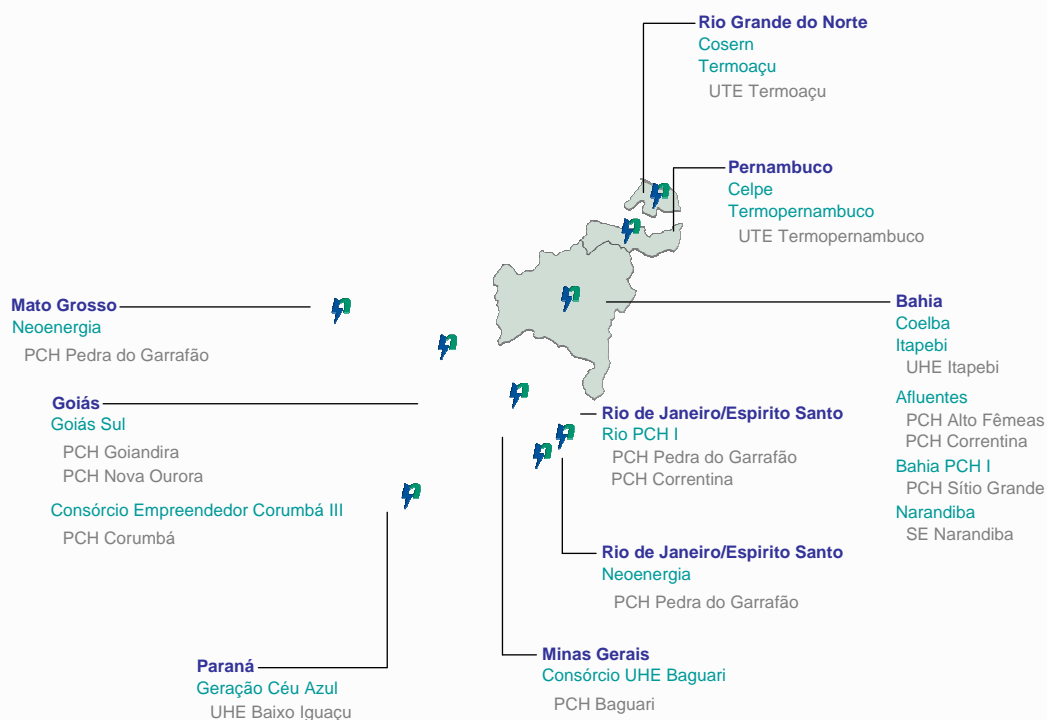 Rio Grande do Norte
Cosern
Termoaçu
UTE Termoaçu
Pernambuco
Celpe
Termopernambuco
UTE Termopernambuco
Mato Grosso
Neoenergia
PCH Pedra do Garrafão
Bahia
Coelba
Itapebi
UHE Itapebi
Afluentes
PCH Alto Fêmeas
PCH Correntina
Bahia PCH I
PCH Sítio Grande
Narandiba
SE Narandiba
Goiás
Goiás Sul
PCH Goiandira
PCH Nova Ourora
Consórcio Empreendedor Corumbá III
PCH Corumbá
Rio de Janeiro/Espirito Santo
Rio PCH I
PCH Pedra do Garrafão
PCH Correntina
Rio de Janeiro/Espirito Santo
Neoenergia
PCH Pedra do Garrafão
Minas Gerais
Consórcio UHE Baguari
PCH Baguari
Paraná
Geração Céu Azul
UHE Baixo Iguaçu